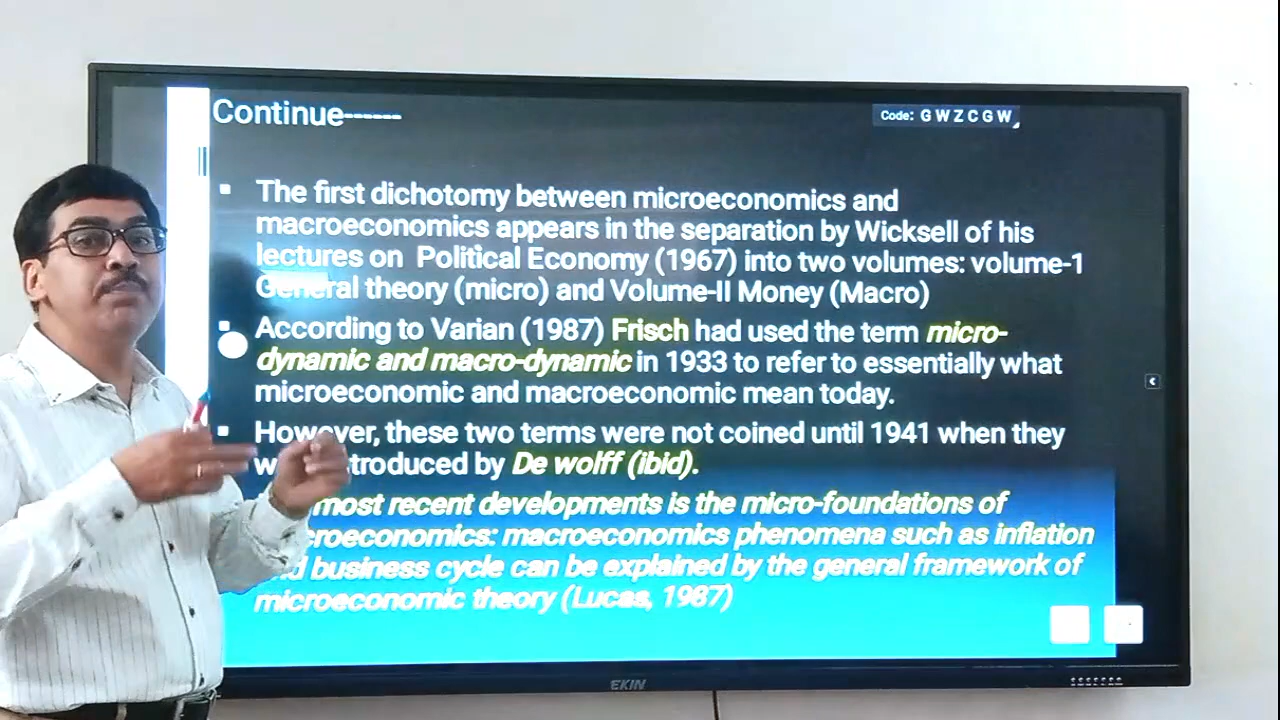 Continue------
Code: G W Z C G W
The first dichotomy between microeconomics and
macroeconomics appears in the separation by Wicksell of his
lectures on Political Economy (1967) into two volumes: volume-1
General theory (micro) and Volume-II Money (Macro)
According to Varian (1987) Frisch had used the term micro-
dynamic and macro-dynamic in 1933 to refer to essentially what
microeconomic and macroeconomic mean today.
However, these two terms were not coined until 1941 when they
by De wolff (ibid).
most recent developments is the micro-foundations of
macroeconomics phenomena such as inflation
business cycle can be explained by the general framework of
microeconomic theory (Lucas, 1987)
EKIN